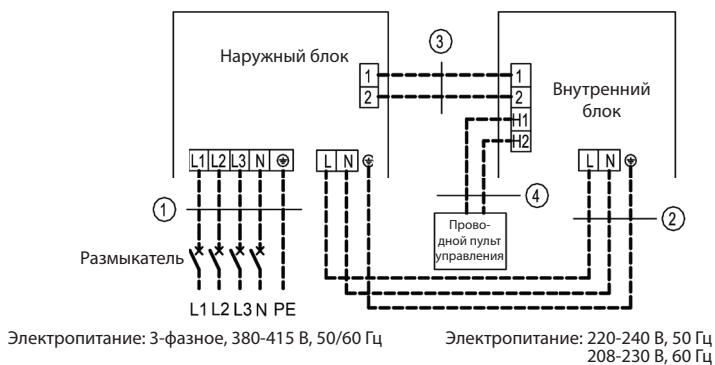 Наружный блок
3
1
2
1
2
H1
H2
Внутренний
блок
L1 L2 L3 N
L N
L N
1
4
2
Прово-
дной пульт
управления
Размыкатель
L1 L2 L3 N PE
Электропитание: 3-фазное, 380-415 В, 50/60 Гц
Электропитание: 220-240 В, 50 Гц
208-230 В, 60 Гц